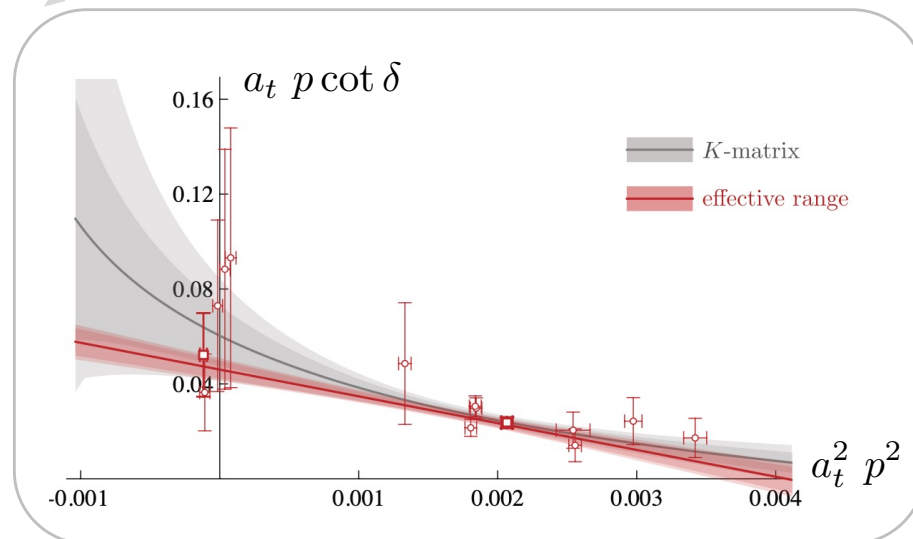 a_t p cot δ
0.16
K-matrix
0.12
effective range
0.08
0.04
a_t^2 p^2
-0.001 0.001 0.002 0.003 0.004